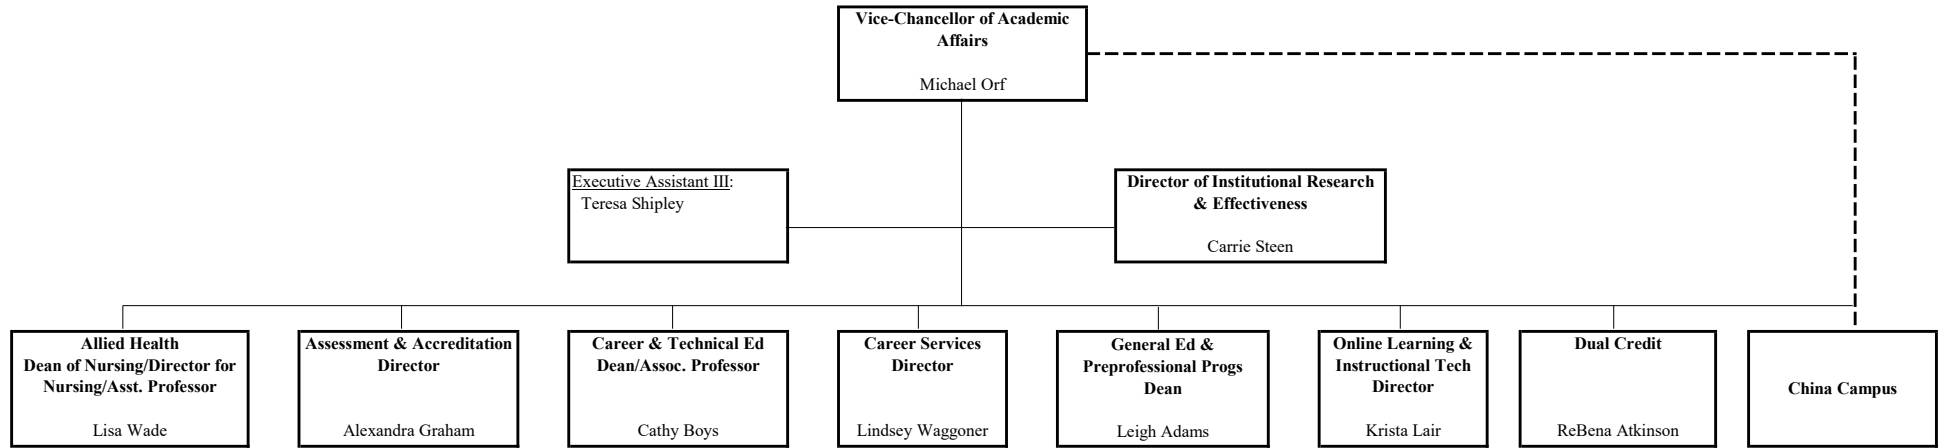 Vice-Chancellor of Academic
Affairs
Michael Orf
Executive Assistant III:
Teresa Shipley
Director of Institutional Research
& Effectiveness
Carrie Steen
Allied Health
Dean of Nursing/Director for
Nursing/Asst. Professor
Lisa Wade
Assessment & Accreditation
Director
Alexandra Graham
Career & Technical Ed
Dean/Assoc. Professor
Cathy Boys
Career Services
Director
Lindsey Waggoner
General Ed &
Preprofessional Progs
Dean
Leigh Adams
Online Learning &
Instructional Tech
Director
Krista Lair
Dual Credit
ReBena Atkinson
China Campus